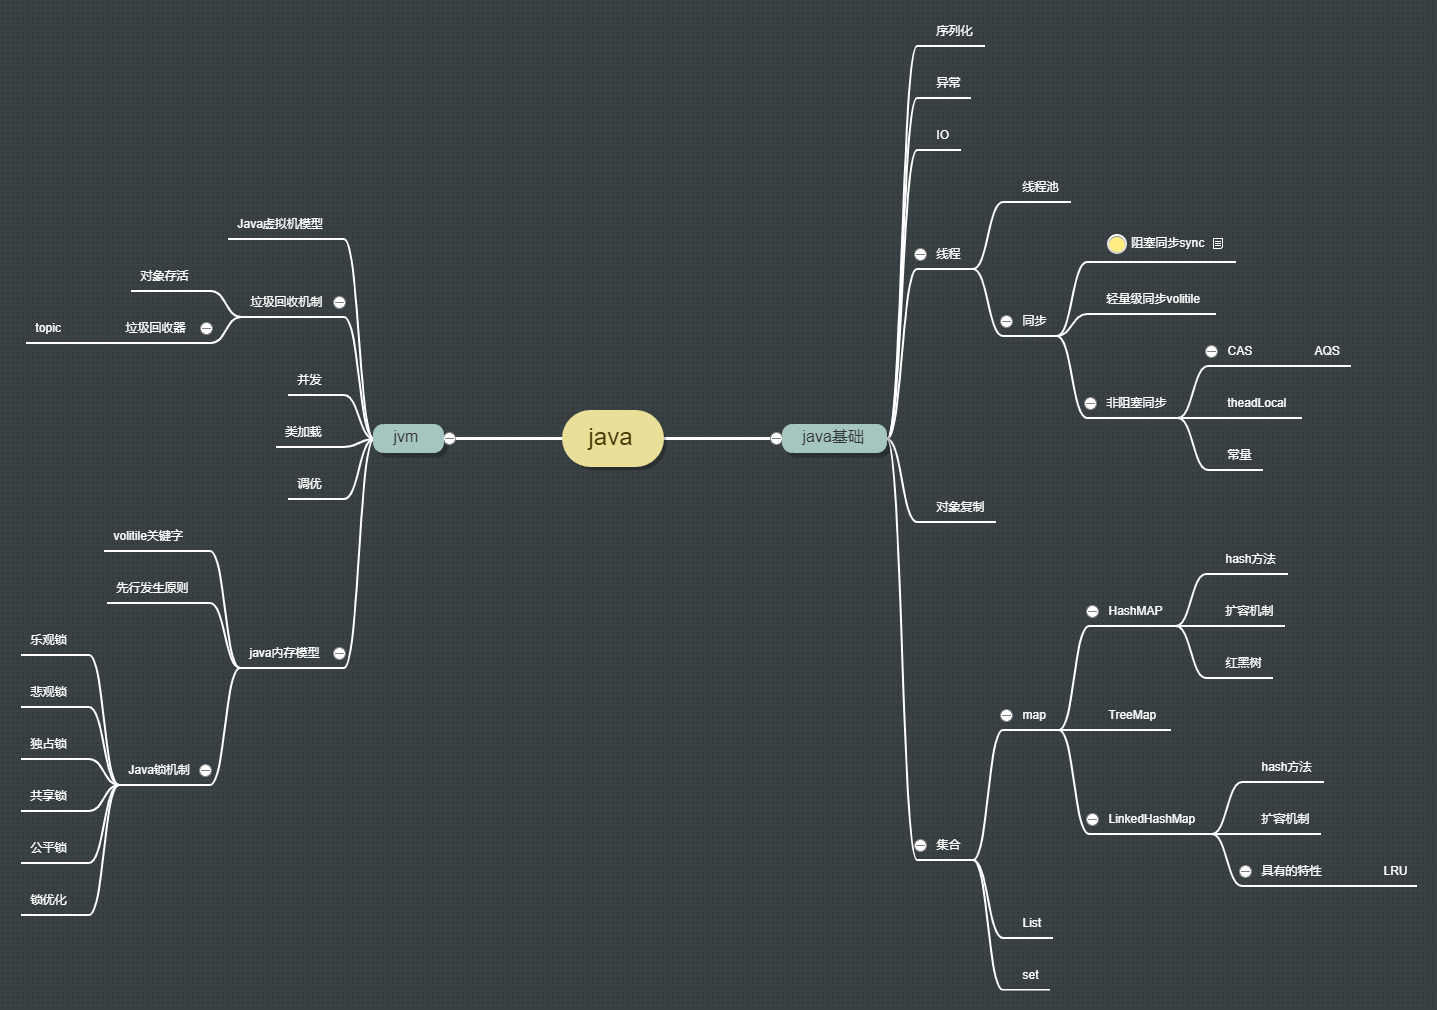 java
jvm
Java虚拟机模型
垃圾回收机制
对象存活
垃圾回收器
topic
并发
类加载
调优
java内存模型
volitile关键字
先行发生原则
Java锁机制
乐观锁
悲观锁
独占锁
共享锁
公平锁
锁优化
java基础
序列化
异常
IO
线程
线程池
同步
阻塞同步sync
轻量级同步volitile
非阻塞同步
CAS
AQS
theadLocal
常量
对象复制
集合
map
HashMAP
hash方法
扩容机制
红黑树
TreeMap
LinkedHashMap
hash方法
扩容机制
具有的特性
LRU
List
set